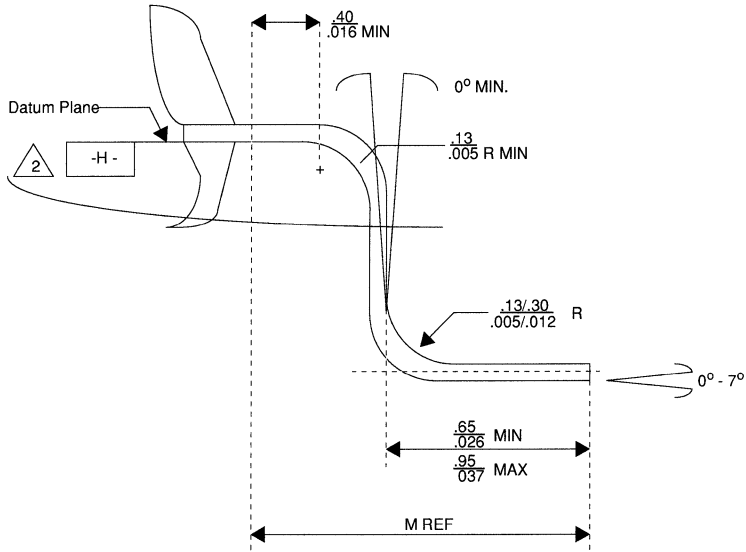 .40
.016 MIN
0° MIN.
Datum Plane
.13
.005 R MIN
2
-H -
+
.13/.30
.005/.012 R
0° - 7°
.65
.026 MIN
.95
037 MAX
M REF